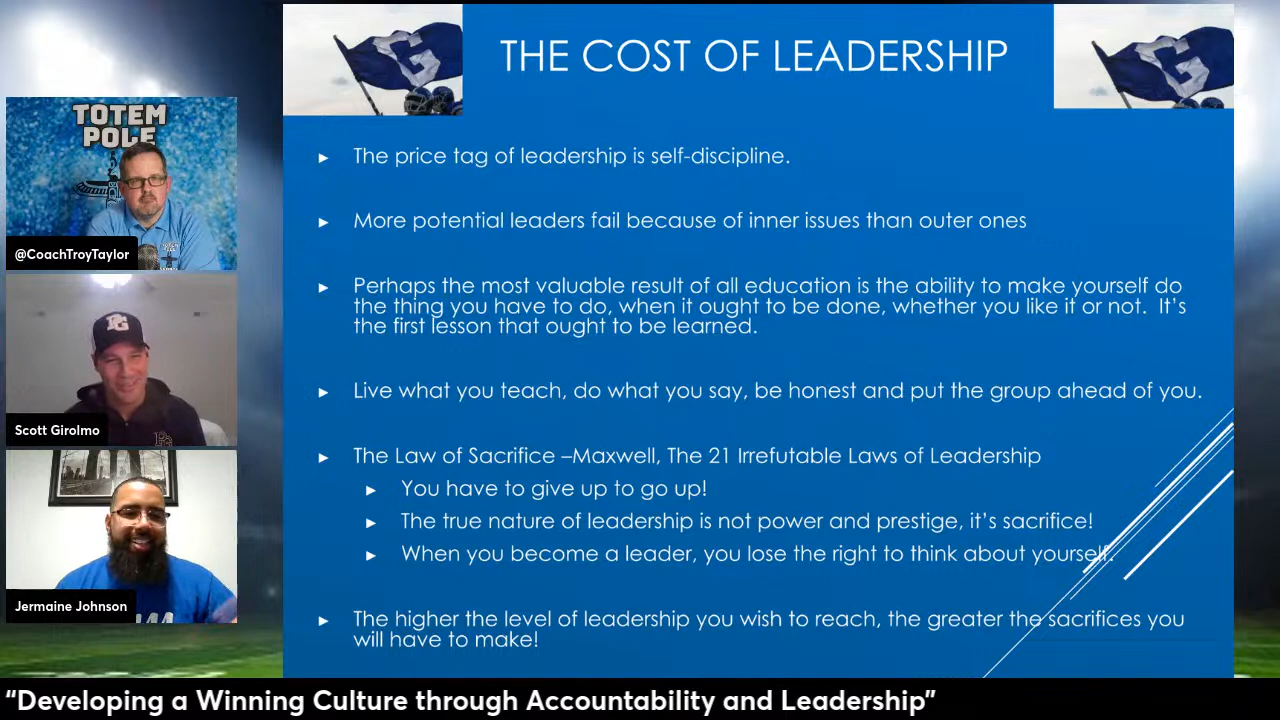 THE COST OF LEADERSHIP
G
G
► The price tag of leadership is self-discipline.
► More potential leaders fail because of inner issues than outer ones
► Perhaps the most valuable result of all education is the ability to make yourself do
the thing you have to do, when it ought to be done, whether you like it or not.  It's
the first lesson that ought to be learned.
► Live what you teach, do what you say, be honest and put the group ahead of you.
► The Law of Sacrifice –Maxwell, The 21 Irrefutable Laws of Leadership
► You have to give up to go up!
► The true nature of leadership is not power and prestige, it's sacrifice!
► When you become a leader, you lose the right to think about yourself.
► The higher the level of leadership you wish to reach, the greater the sacrifices you
will have to make!
TOTEM
POLE
@CoachTroyTaylor
PG
Scott Girolmo
Jermaine Johnson
“Developing a Winning Culture through Accountability and Leadership”